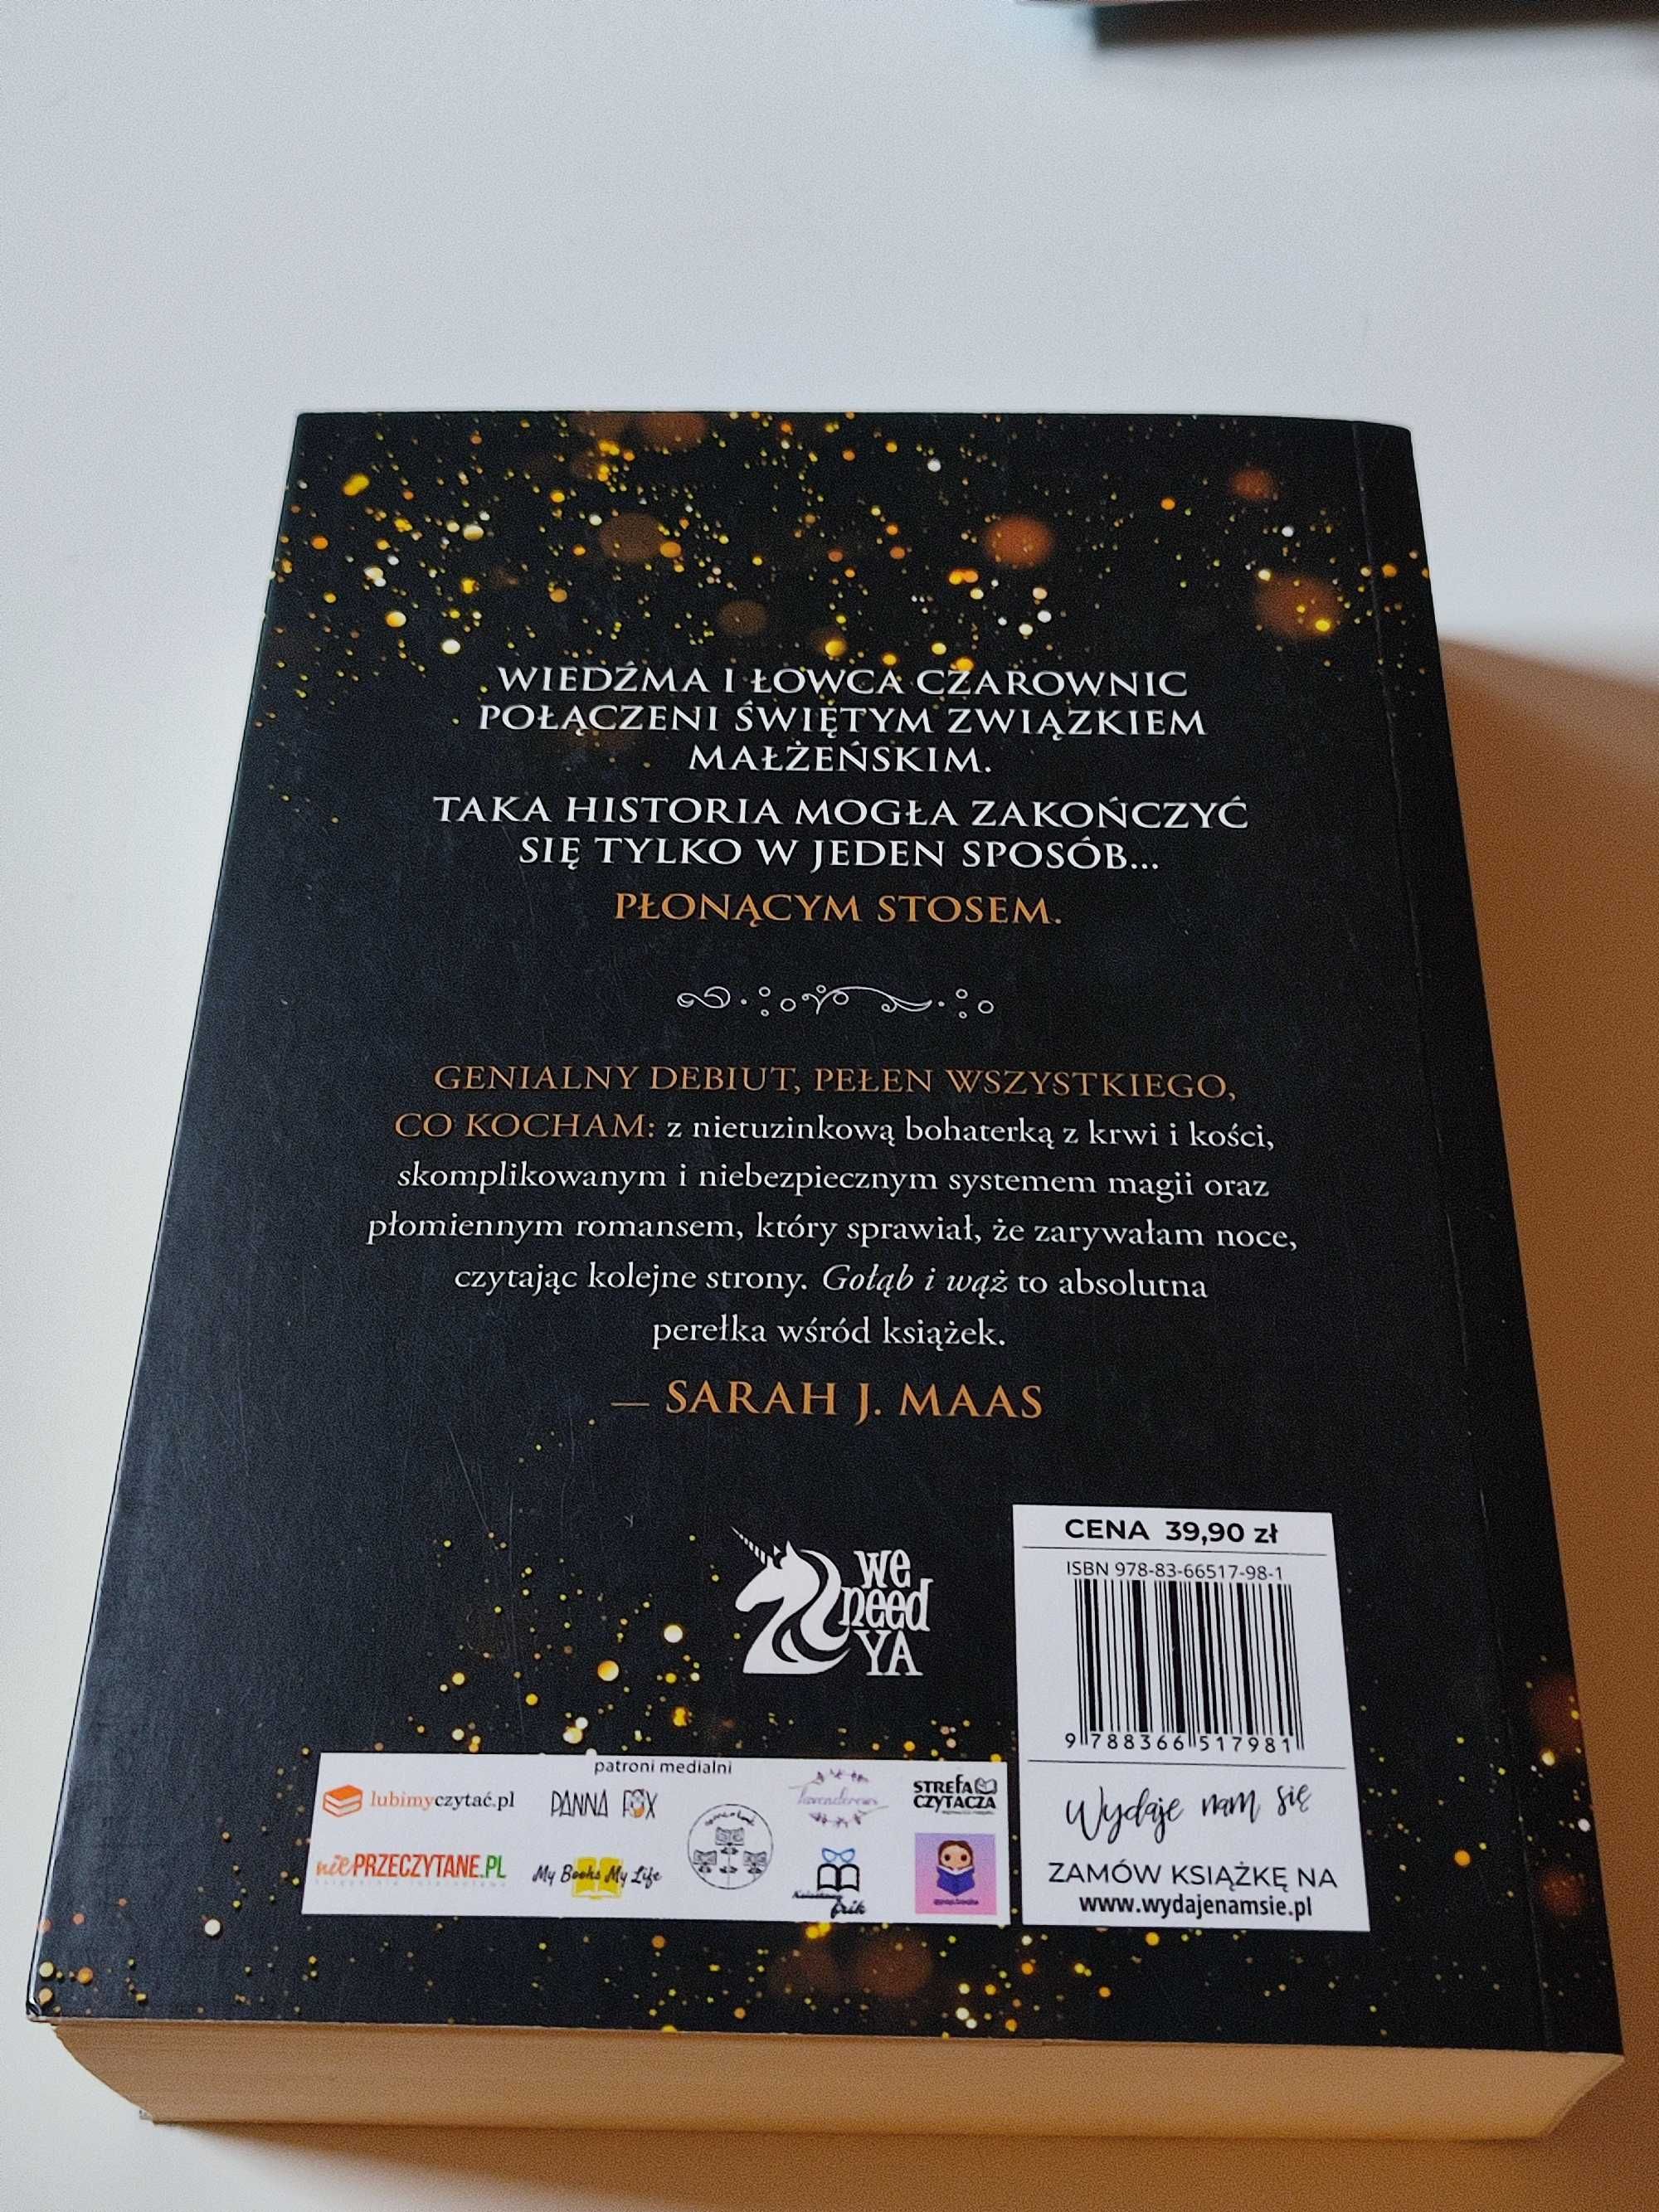 WIEDŹMA I ŁOWCA CZAROWNIC
POŁĄCZENI ŚWIĘTYM ZWIĄZKIEM
MAŁŻEŃSKIM.
TAKA HISTORIA MOGŁA ZAKOŃCZYĆ
SIĘ TYLKO W JEDEN SPOSÓB...
PŁONĄCYM STOSEM.
GENIALNY DEBIUT, PEŁEN WSZYSTKIEGO,
CO KOCHAM: z nietuzinkową bohaterką z krwi i kości,
skomplikowanym i niebezpiecznym systemem magii oraz
płomiennym romansem, który sprawiał, że zarywałam noce,
czytając kolejne strony. Gołąb i wąż to absolutna
perełka wśród książek.
— SARAH J. MAAS
we
need
YA
CENA 39,90 zł
ISBN 978-83-66517-98-1
9 788366 517981
Wydaje nam się
ZAMÓW KSIĄŻKĘ NA
www.wydajenamsie.pl
patroni medialni
lubimyczytać.pl
PANNA FOX
STREFA
CZYTACZA
niePRZECZYTANE.PL
My Books My Life
frik